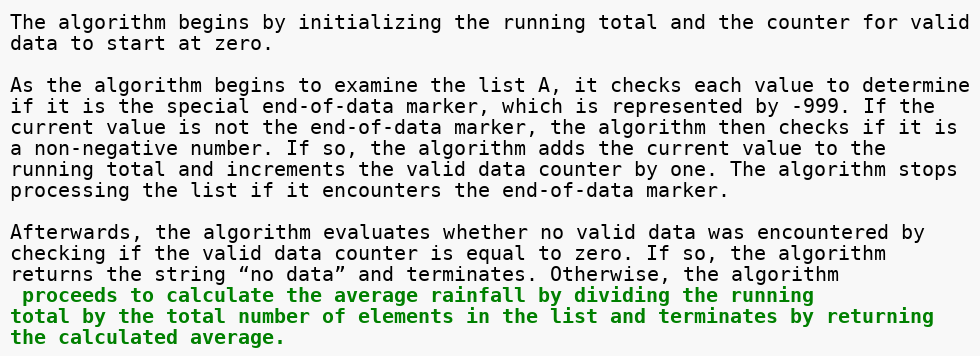 The algorithm begins by initializing the running total and the counter for valid
data to start at zero.
As the algorithm begins to examine the list A, it checks each value to determine
if it is the special end-of-data marker, which is represented by -999. If the
current value is not the end-of-data marker, the algorithm then checks if it is
a non-negative number. If so, the algorithm adds the current value to the
running total and increments the valid data counter by one. The algorithm stops
processing the list if it encounters the end-of-data marker.
Afterwards, the algorithm evaluates whether no valid data was encountered by
checking if the valid data counter is equal to zero. If so, the algorithm
returns the string “no data” and terminates. Otherwise, the algorithm
proceeds to calculate the average rainfall by dividing the running
total by the total number of elements in the list and terminates by returning
the calculated average.